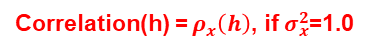 Correlation(h) = ρₓ(h), if σₓ²=1.0